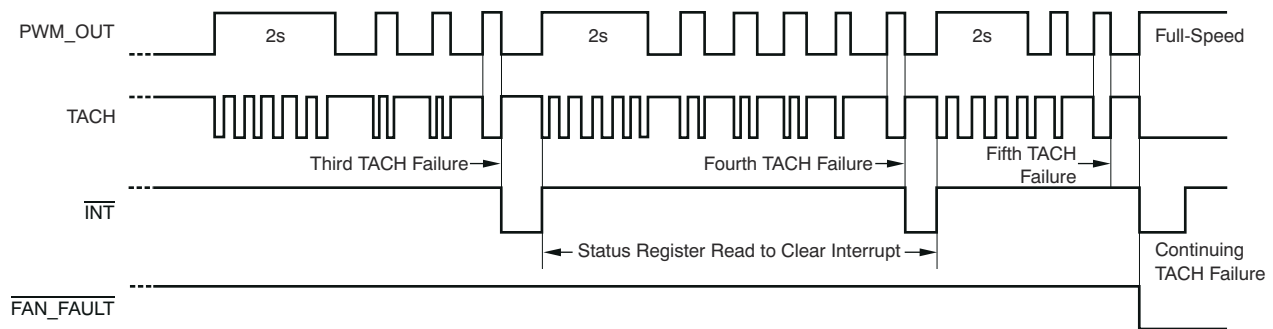 PWM_OUT
2s
2s
2s
Full-Speed
TACH
Third TACH Failure
Fourth TACH Failure
Fifth TACH
Failure
INT
Status Register Read to Clear Interrupt
Continuing
TACH Failure
FAN_FAULT